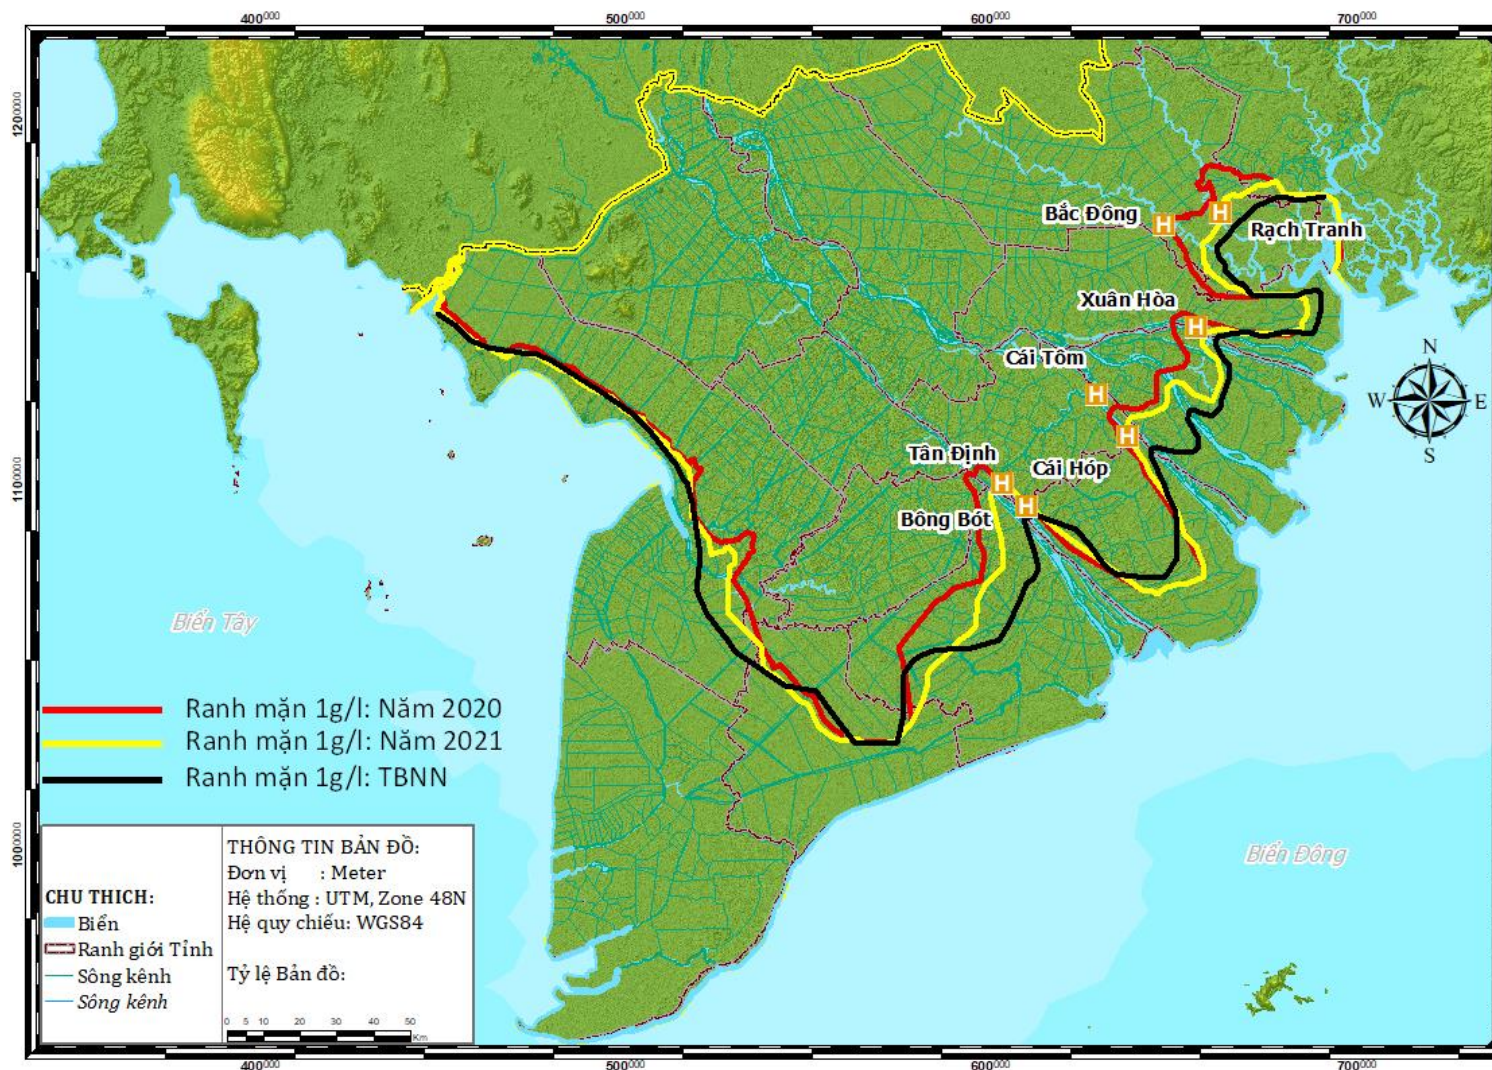 400000 500000 600000 700000
1200000
1100000
1000000
Bắc Đông
Rạch Tranh
Xuân Hòa
Cái Tôm
Tân Định
Cái Hóp
Bông Bót
N
W E
S
Biển Tây
Biển Đông
Ranh mặn 1g/l: Năm 2020
Ranh mặn 1g/l: Năm 2021
Ranh mặn 1g/l: TBNN
H
H
H
H
H
H
H
CHU THICH:
Biển
Ranh giới Tỉnh
Sông kênh
Sông kênh
THÔNG TIN BẢN ĐỒ:
Đơn vị : Meter
Hệ thống : UTM, Zone 48N
Hệ quy chiếu: WGS84
Tỷ lệ Bản đồ:
0 5 10 20 30 40 50
Km
400000 500000 600000 700000